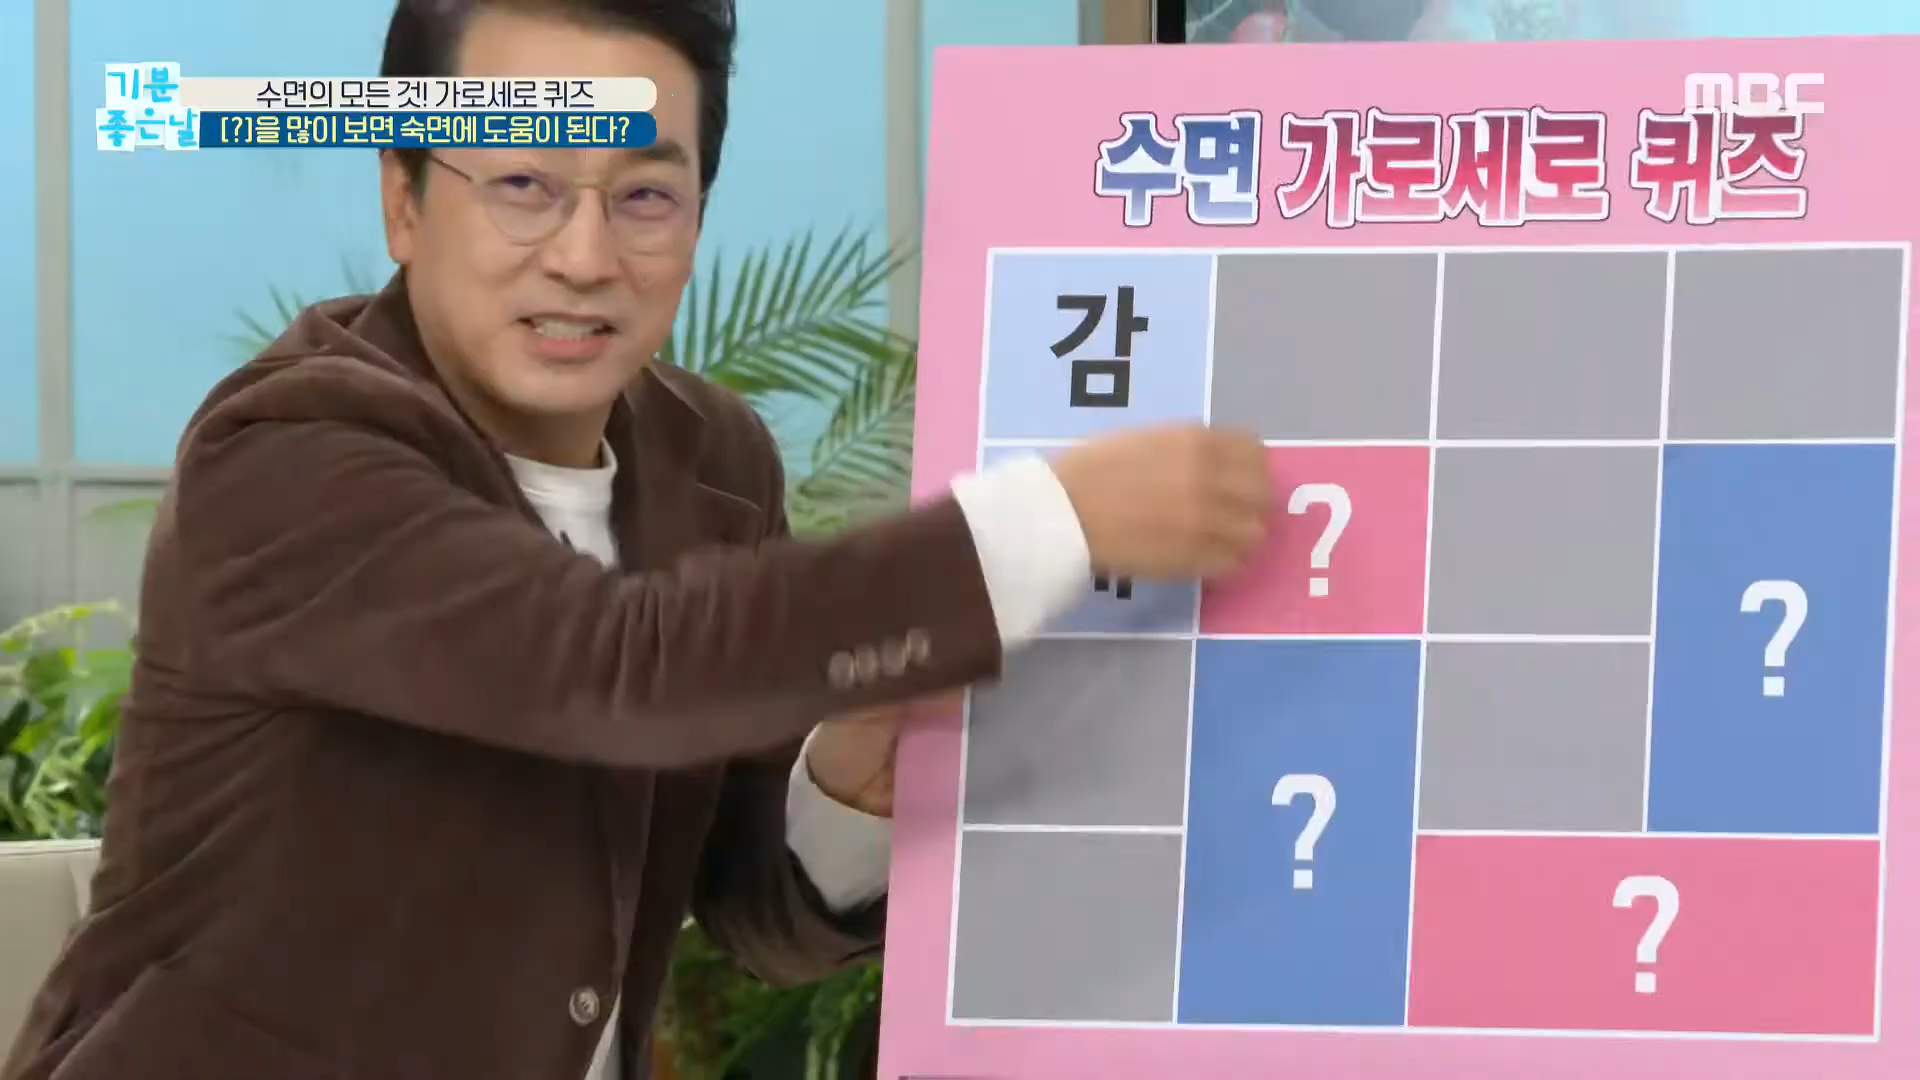 기분
좋은날
수면의 모든 것! 가로세로 퀴즈
[?]을 많이 보면 숙면에 도움이 된다?
MBC
수면 가로세로 퀴즈
감
?
?
?
?